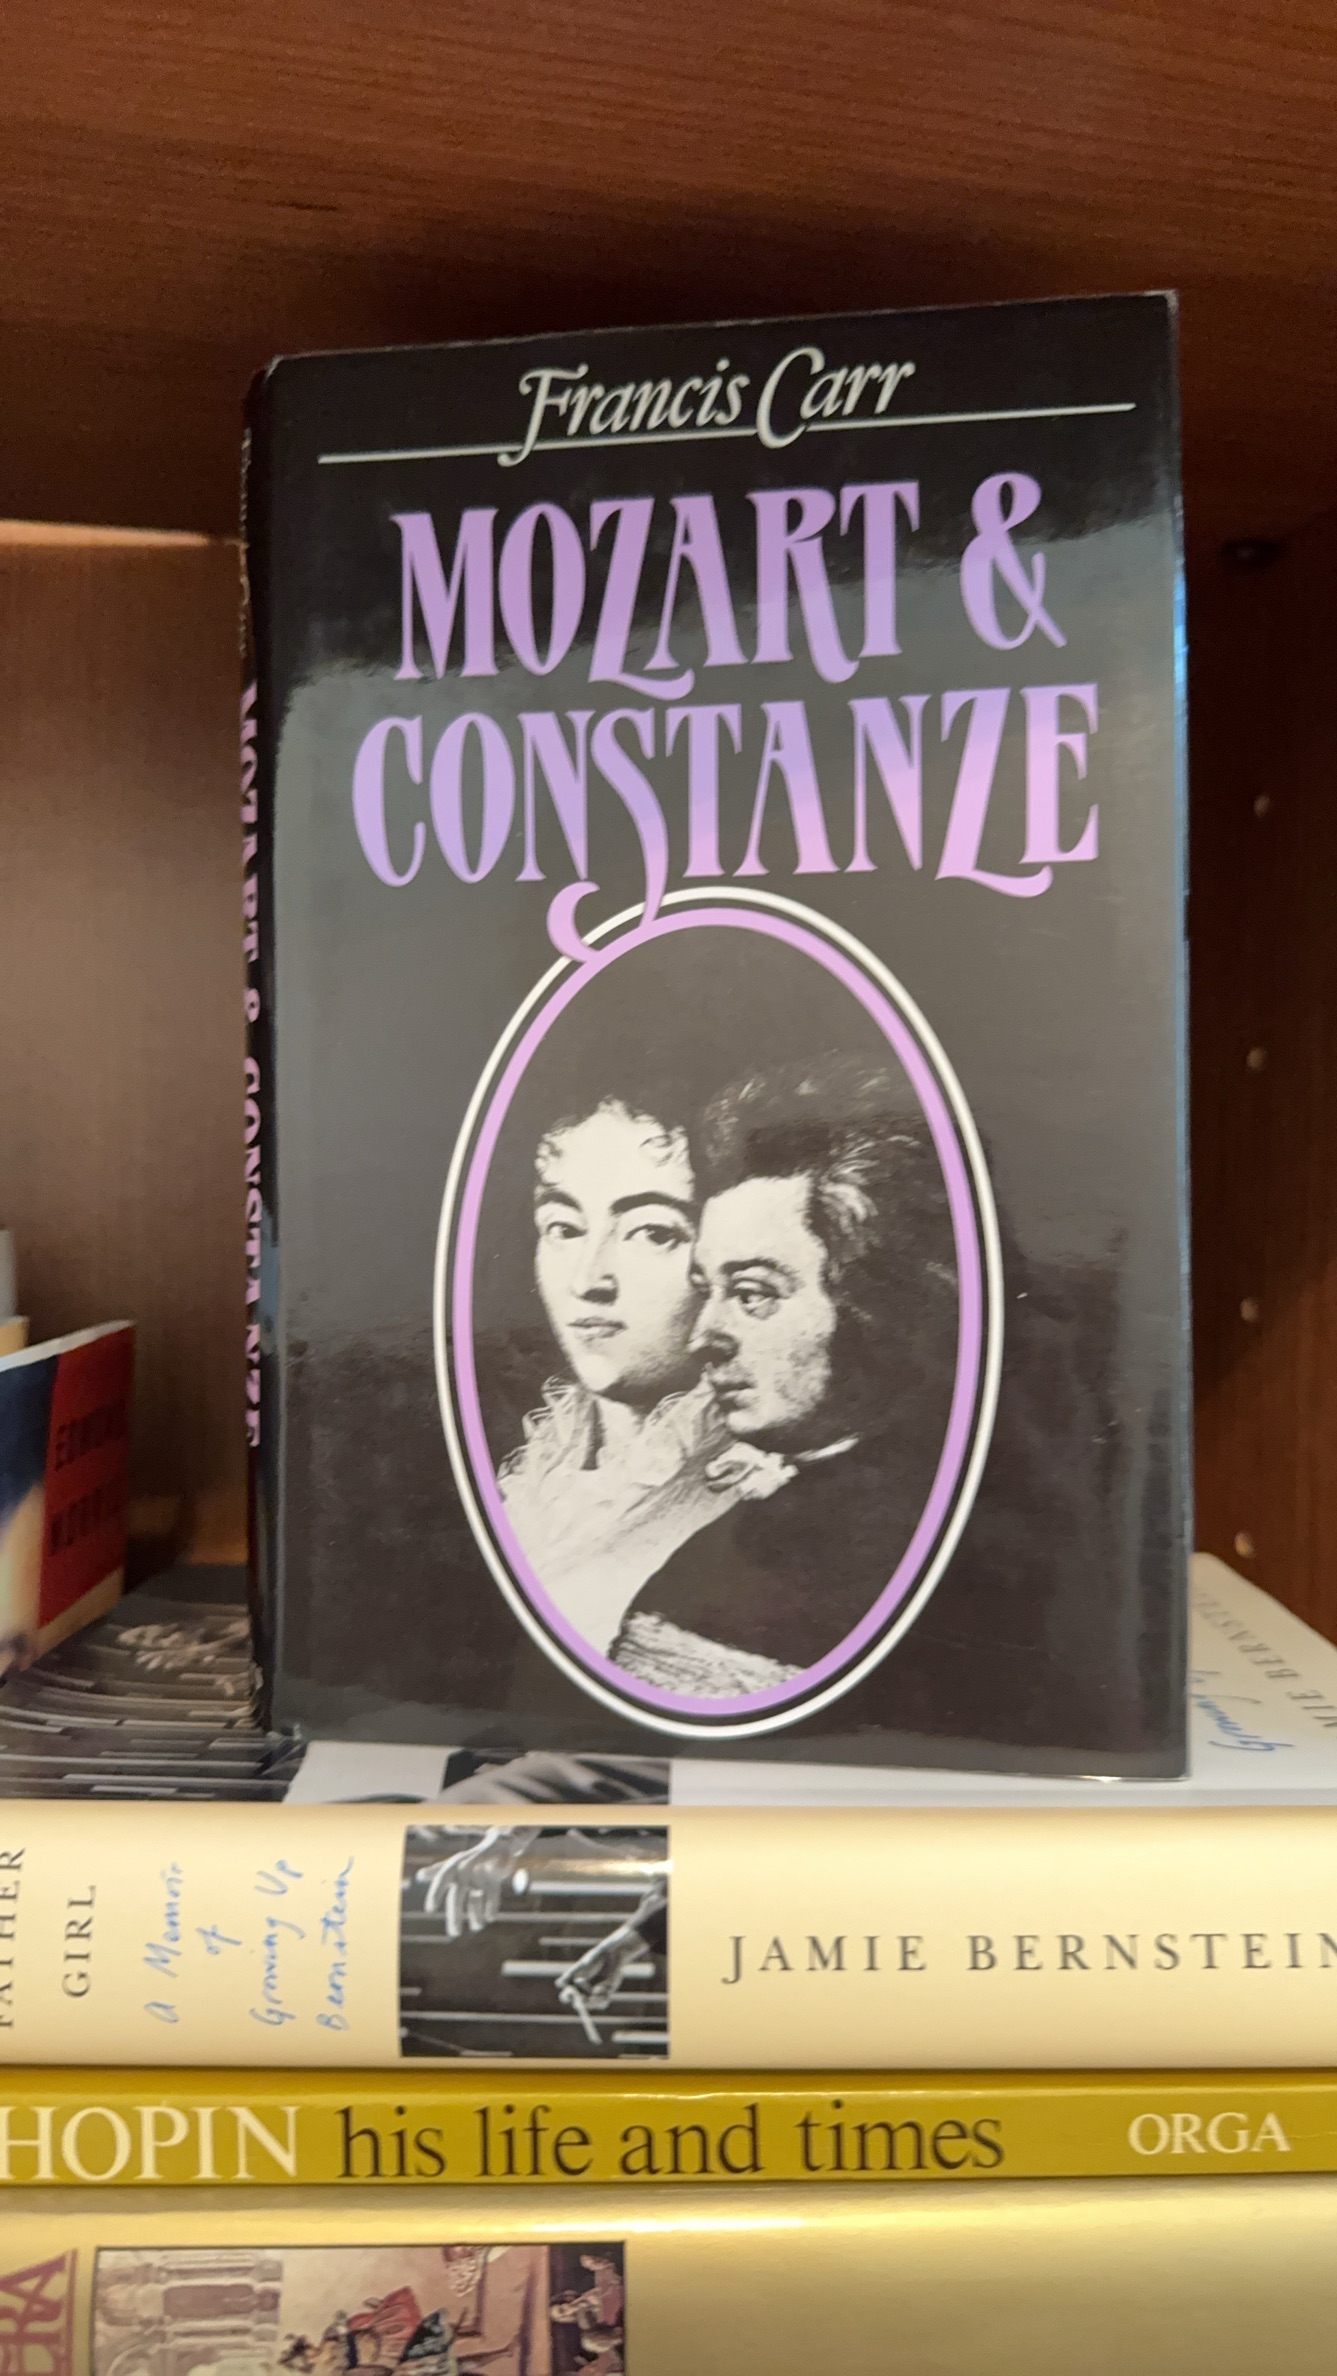 Francis Carr
MOZART &
CONSTANZE
MOZART & CONSTANZE
FATHER
GIRL
A Memoir
of
Growing Up
Bernstein
JAMIE BERNSTEIN
HOPIN his life and times ORGA